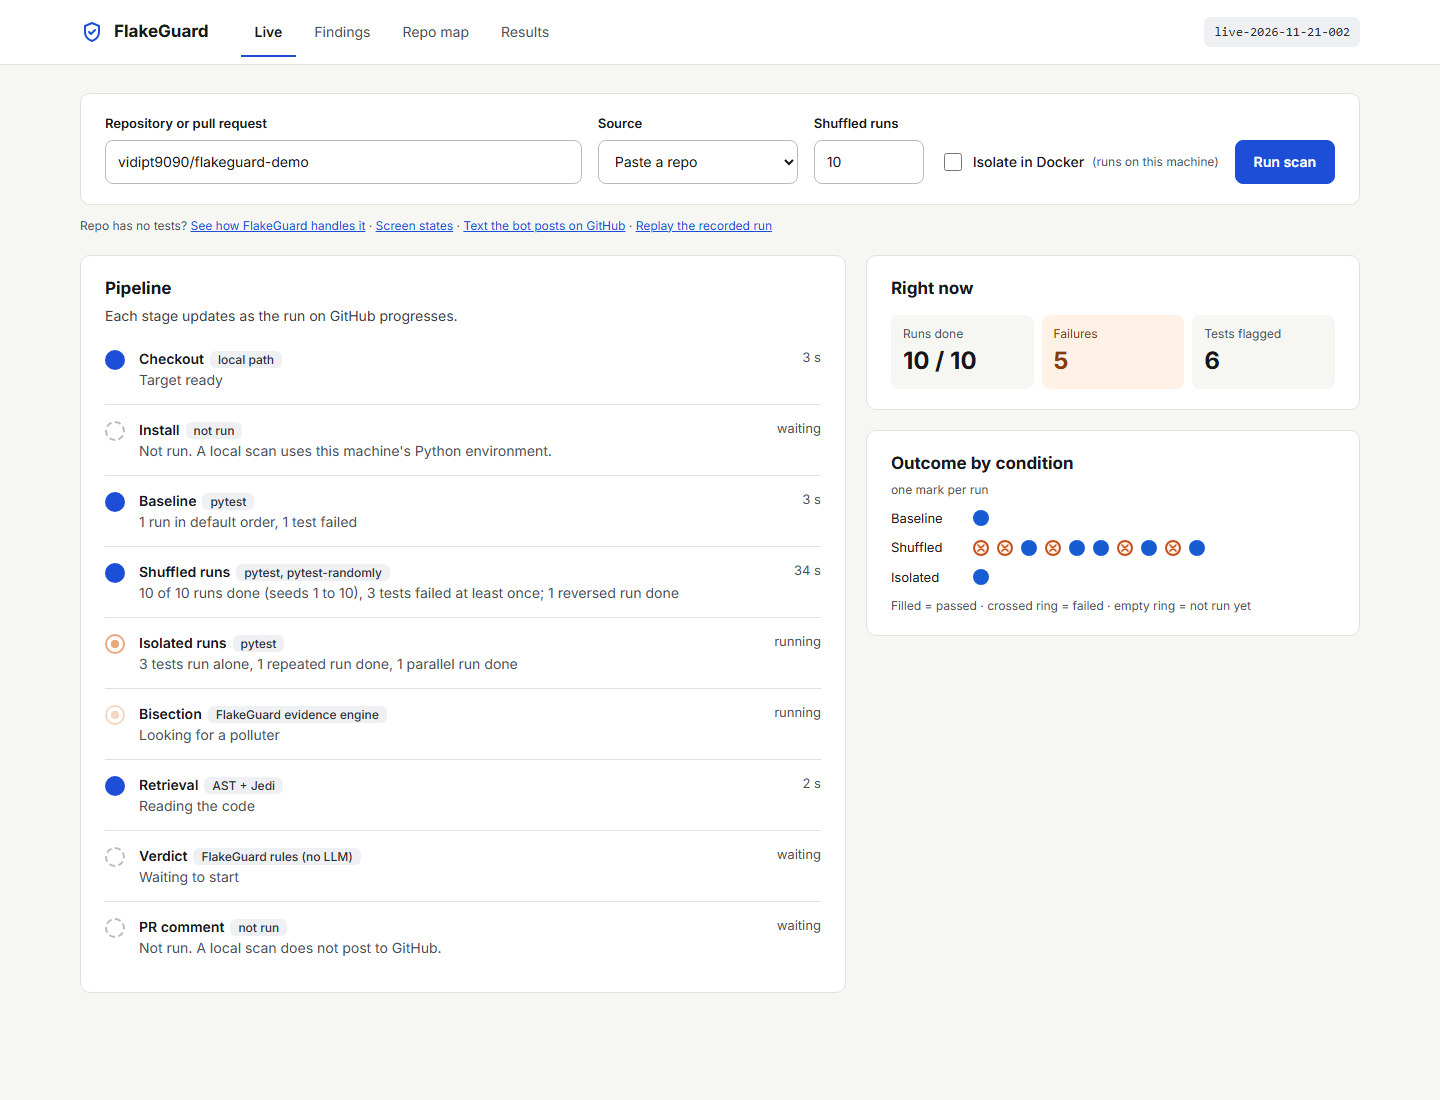 FlakeGuard
Live
Findings
Repo map
Results
live-2026-11-21-002
Repository or pull request
Source
Shuffled runs
vidipt9090/flakeguard-demo
Paste a repo
10
Isolate in Docker (runs on this machine)
Run scan
Repo has no tests? See how FlakeGuard handles it · Screen states · Text the bot posts on GitHub · Replay the recorded run
Pipeline
Each stage updates as the run on GitHub progresses.
Checkout local path 3 s
Target ready
Install not run waiting
Not run. A local scan uses this machine's Python environment.
Baseline pytest 3 s
1 run in default order, 1 test failed
Shuffled runs pytest, pytest-randomly 34 s
10 of 10 runs done (seeds 1 to 10), 3 tests failed at least once; 1 reversed run done
Isolated runs pytest running
3 tests run alone, 1 repeated run done, 1 parallel run done
Bisection FlakeGuard evidence engine running
Looking for a polluter
Retrieval AST + Jedi 2 s
Reading the code
Verdict FlakeGuard rules (no LLM) waiting
Waiting to start
PR comment not run waiting
Not run. A local scan does not post to GitHub.
Right now
Runs done
10 / 10
Failures
5
Tests flagged
6
Outcome by condition
one mark per run
Baseline
Shuffled
Isolated
Filled = passed · crossed ring = failed · empty ring = not run yet